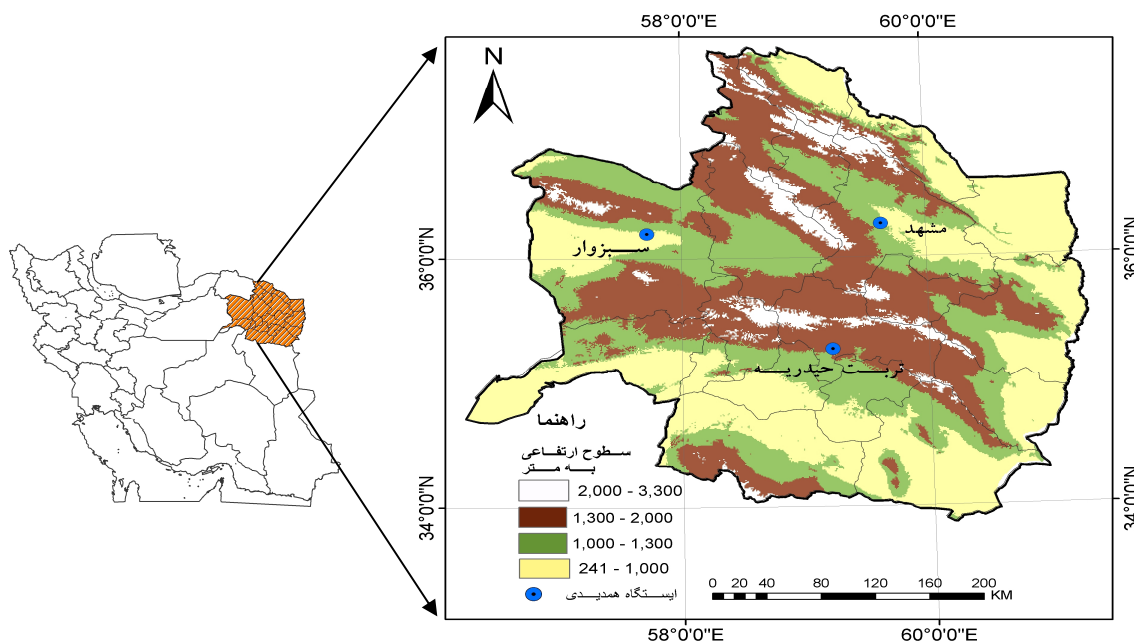 58°0'0"E
60°0'0"E
N
36°0'0"N
36°0'0"N
مشهد
سبزوار
تربت حیدریه
راهنما
سطوح ارتفاعی
به متر
2,000 - 3,300
1,300 - 2,000
1,000 - 1,300
241 - 1,000
ایستگاه همدیدی
34°0'0"N
34°0'0"N
0 20 40 80 120 160 200
KM
58°0'0"E
60°0'0"E